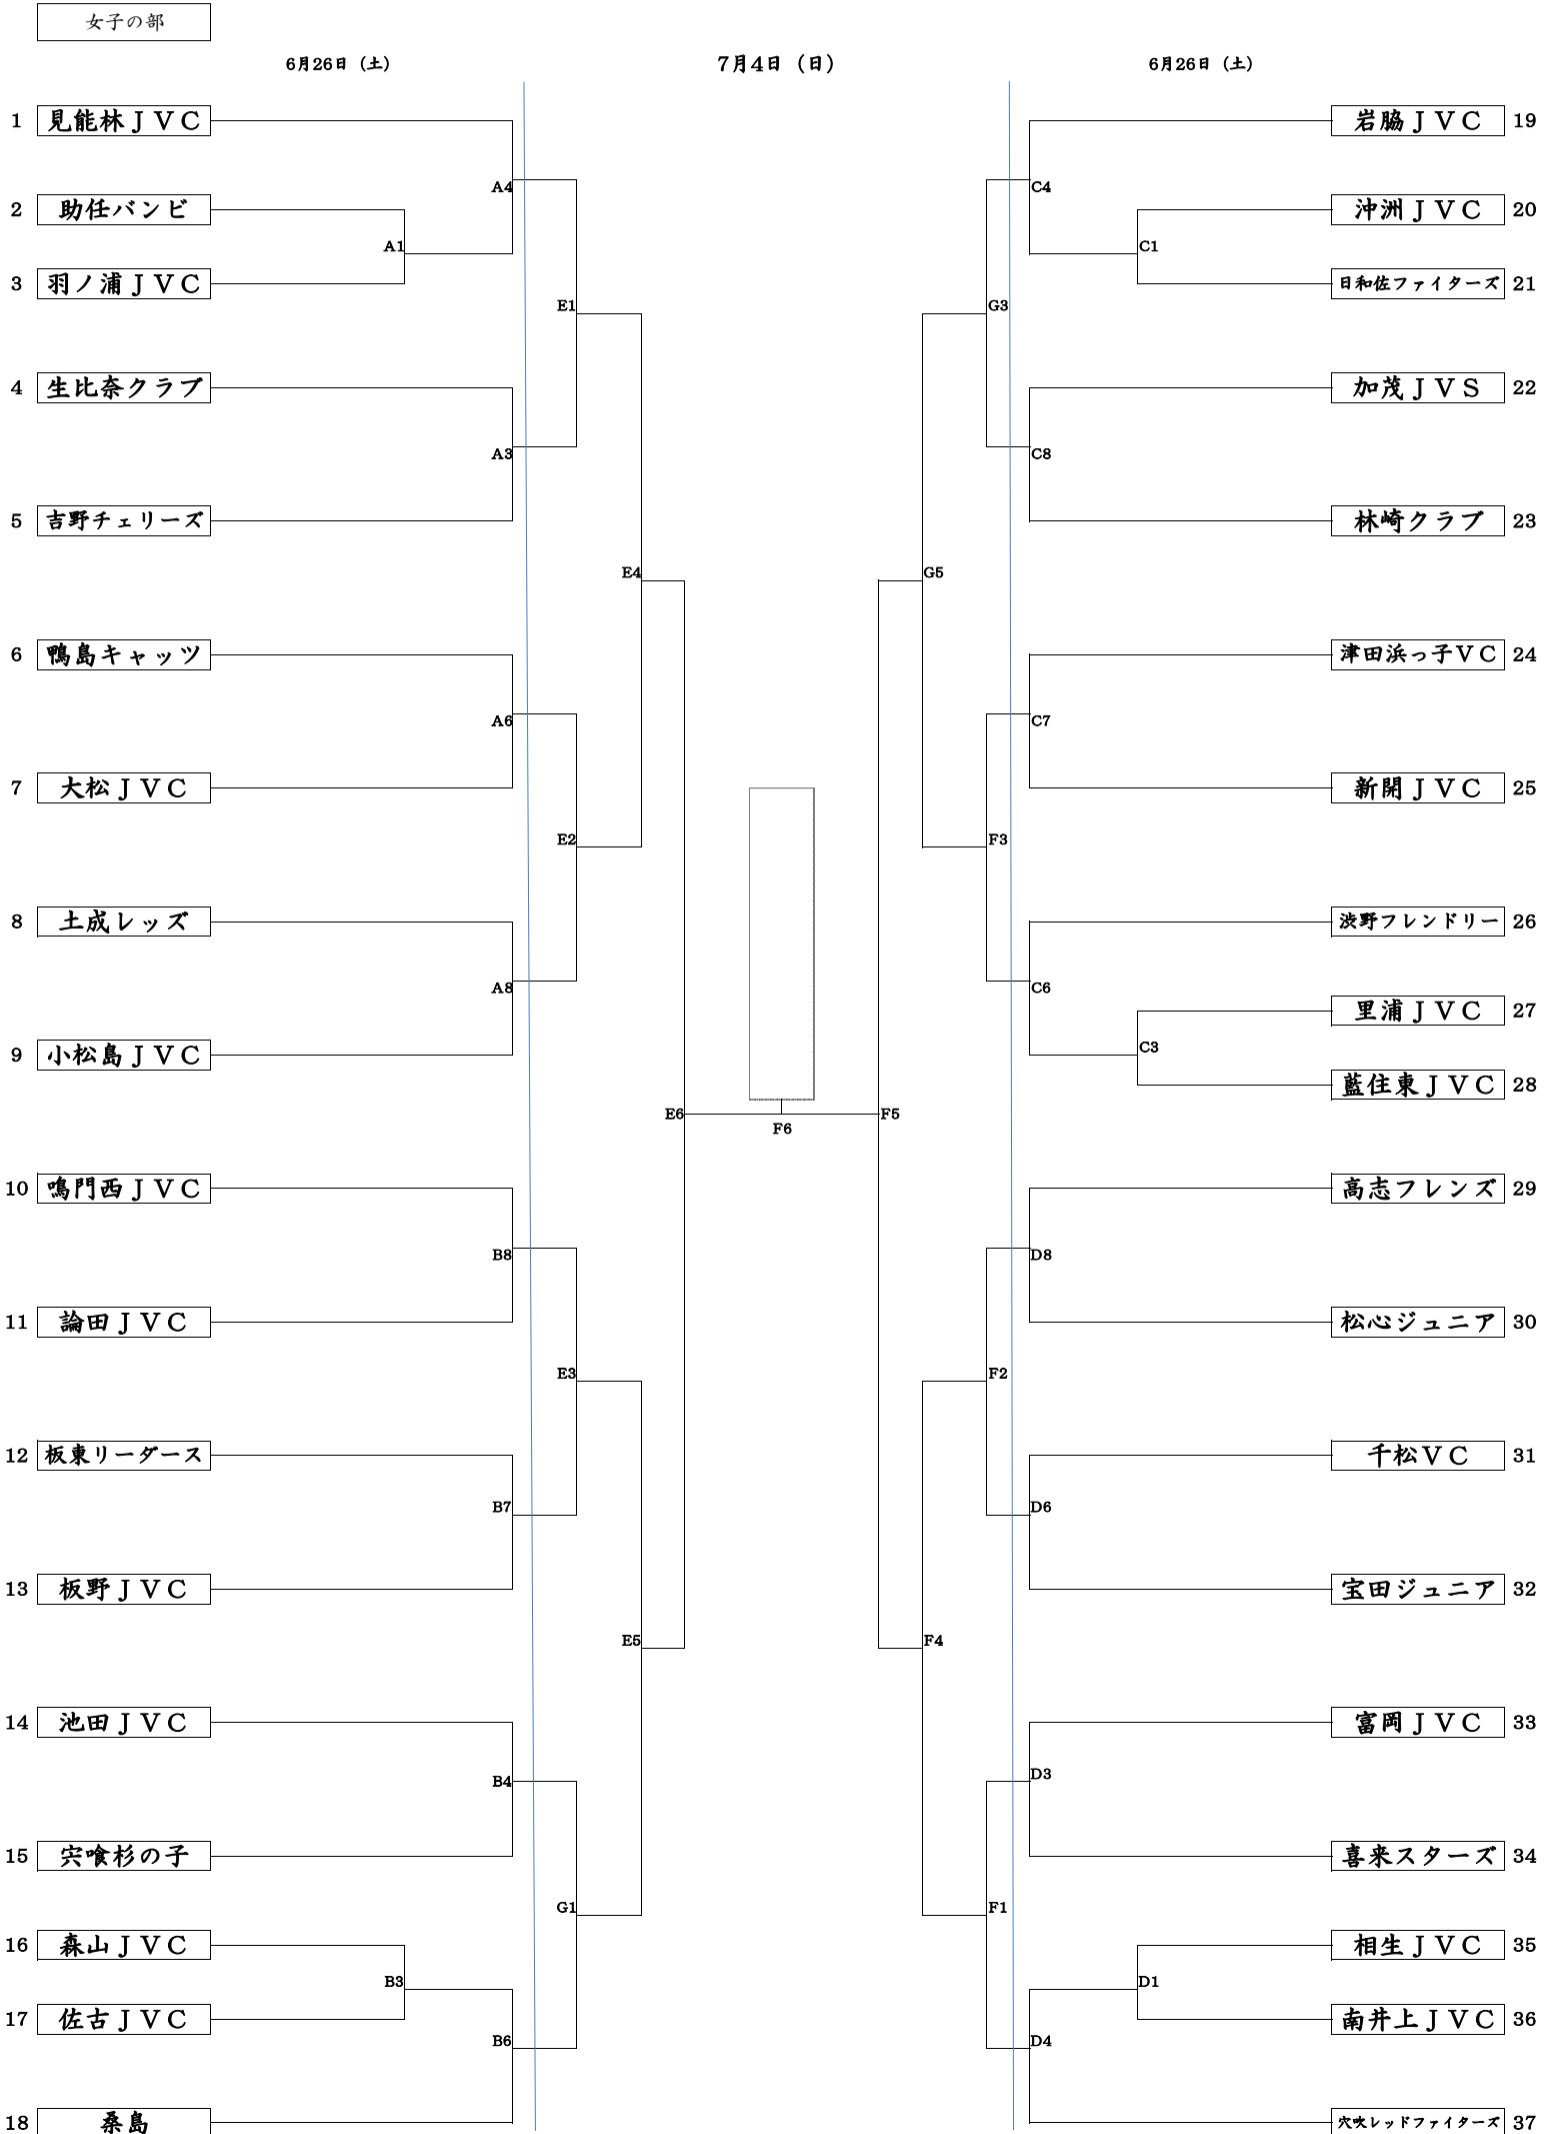 女子の部
6月26日（土）
7月4日（日）
6月26日（土）
1 見能林ＪＶＣ
2 助任バンビ
3 羽ノ浦ＪＶＣ
4 生比奈クラブ
5 吉野チェリーズ
6 鴨島キャッツ
7 大松ＪＶＣ
8 土成レッズ
9 小松島ＪＶＣ
10 鳴門西ＪＶＣ
11 論田ＪＶＣ
12 板東リーダース
13 板野ＪＶＣ
14 池田ＪＶＣ
15 宍喰杉の子
16 森山ＪＶＣ
17 佐古ＪＶＣ
18 桑島
A4
A1
A3
A6
A8
B8
B7
B4
B3
B6
E1
E2
E3
G1
E4
E5
E6
F6
F5
G5
F4
G3
F3
F2
F1
C4
C1
C8
C7
C6
C3
D8
D6
D3
D1
D4
岩脇ＪＶＣ 19
沖洲ＪＶＣ 20
日和佐ファイターズ 21
加茂ＪＶＳ 22
林崎クラブ 23
津田浜っ子ＶＣ 24
新開ＪＶＣ 25
渋野フレンドリー 26
里浦ＪＶＣ 27
藍住東ＪＶＣ 28
高志フレンズ 29
松心ジュニア 30
千松ＶＣ 31
宝田ジュニア 32
富岡ＪＶＣ 33
喜来スターズ 34
相生ＪＶＣ 35
南井上ＪＶＣ 36
穴吹レッドファイターズ 37